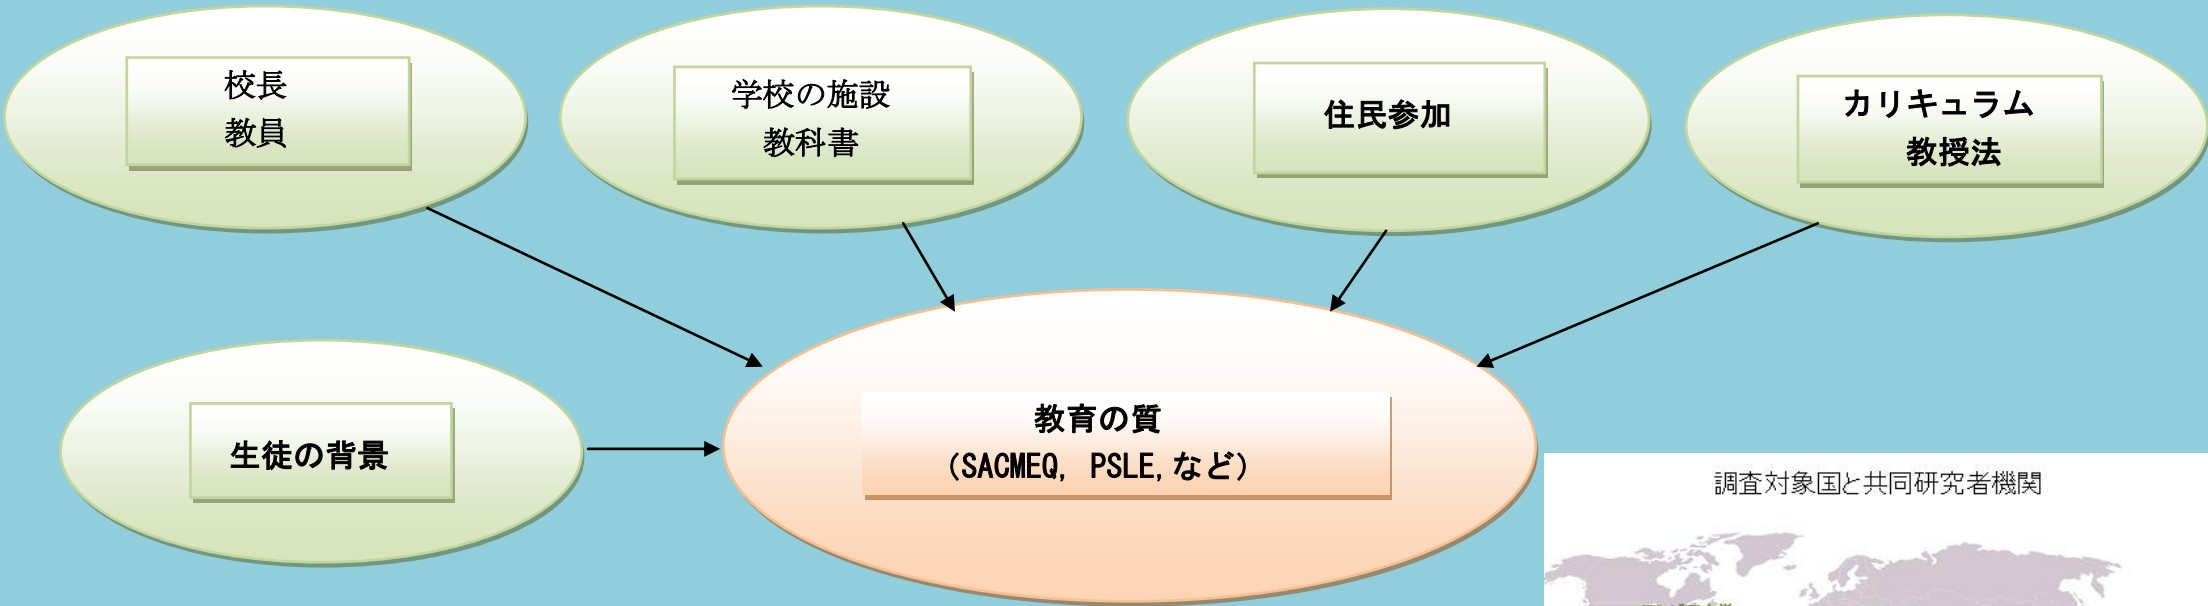 校長
教員
学校の施設
教科書
住民参加
カリキュラム
教授法
生徒の背景
教育の質
(SACMEQ, PSLE,など)
調査対象国と共同研究者機関